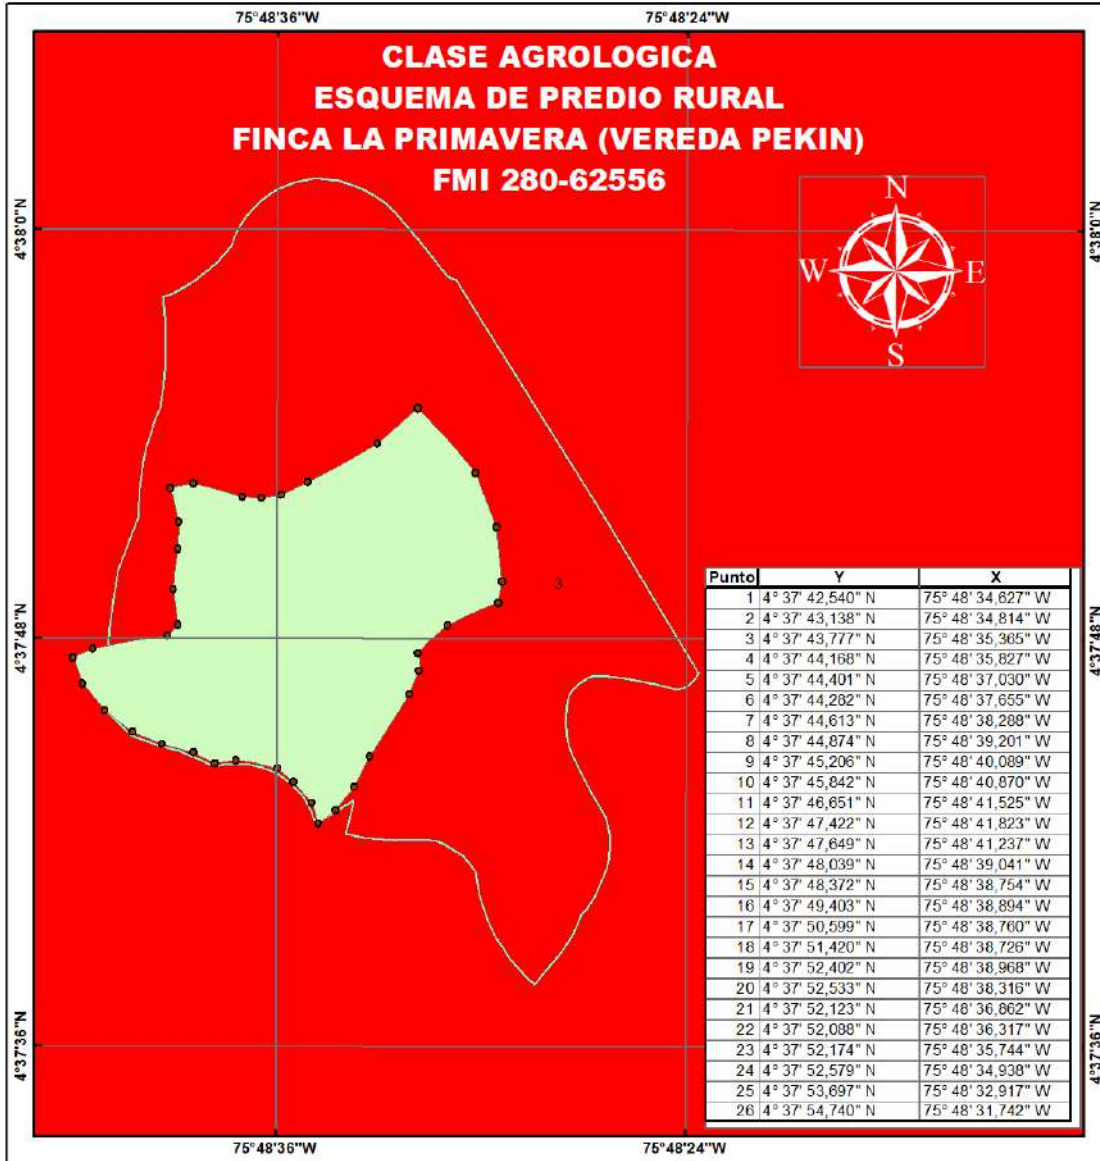 75°48'36"W 75°48'24"W
CLASE AGROLOGICA
ESQUEMA DE PREDIO RURAL
FINCA LA PRIMAVERA (VEREDA PEKIN)
FMI 280-62556
N
W E
S
4°38'0"N 4°38'0"N
3
4°37'48"N 4°37'48"N
Punto Y X
1 4° 37' 42,540" N 75° 48' 34,627" W
2 4° 37' 43,138" N 75° 48' 34,814" W
3 4° 37' 43,777" N 75° 48' 35,365" W
4 4° 37' 44,168" N 75° 48' 35,827" W
5 4° 37' 44,401" N 75° 48' 37,030" W
6 4° 37' 44,282" N 75° 48' 37,655" W
7 4° 37' 44,613" N 75° 48' 38,288" W
8 4° 37' 44,874" N 75° 48' 39,201" W
9 4° 37' 45,206" N 75° 48' 40,089" W
10 4° 37' 45,842" N 75° 48' 40,870" W
11 4° 37' 46,651" N 75° 48' 41,525" W
12 4° 37' 47,422" N 75° 48' 41,823" W
13 4° 37' 47,649" N 75° 48' 41,237" W
14 4° 37' 48,039" N 75° 48' 39,041" W
15 4° 37' 48,372" N 75° 48' 38,754" W
16 4° 37' 49,403" N 75° 48' 38,894" W
17 4° 37' 50,599" N 75° 48' 38,760" W
18 4° 37' 51,420" N 75° 48' 38,726" W
19 4° 37' 52,402" N 75° 48' 38,968" W
20 4° 37' 52,533" N 75° 48' 38,316" W
21 4° 37' 52,123" N 75° 48' 36,862" W
22 4° 37' 52,088" N 75° 48' 36,317" W
23 4° 37' 52,174" N 75° 48' 35,744" W
24 4° 37' 52,579" N 75° 48' 34,938" W
25 4° 37' 53,697" N 75° 48' 32,917" W
26 4° 37' 54,740" N 75° 48' 31,742" W
4°37'36"N 4°37'36"N
75°48'36"W 75°48'24"W